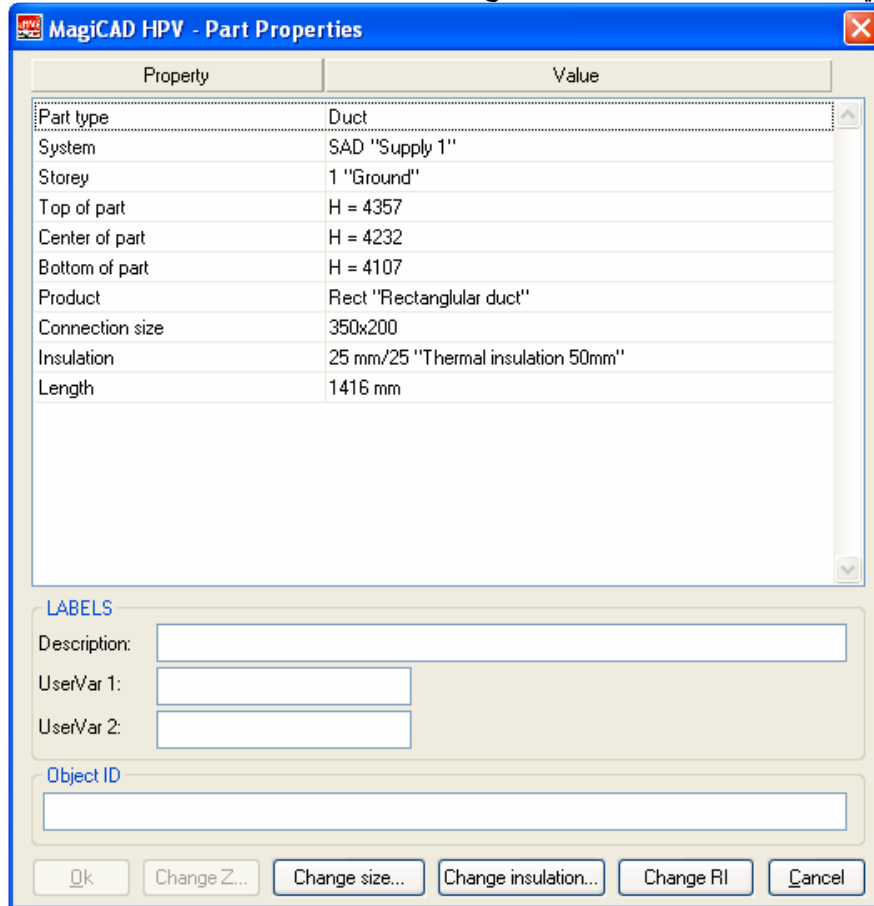 MagiCAD HPV - Part Properties
Property Value
Part type Duct
System SAD "Supply 1"
Storey 1 "Ground"
Top of part H = 4357
Center of part H = 4232
Bottom of part H = 4107
Product Rect "Rectanglular duct"
Connection size 350x200
Insulation 25 mm/25 "Thermal insulation 50mm"
Length 1416 mm
LABELS
Description:
UserVar 1:
UserVar 2:
Object ID
Ok Change Z... Change size... Change insulation... Change RI Cancel